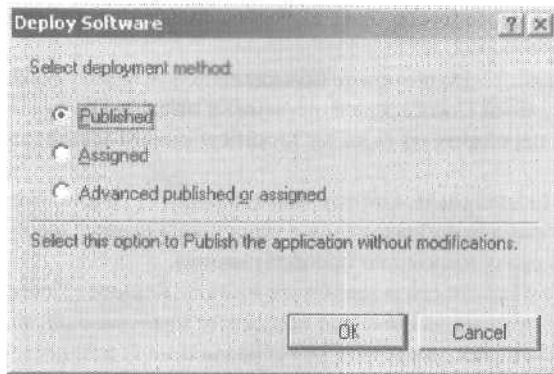 Deploy Software
Select deployment method:
Published
Assigned
Advanced published or assigned
Select this option to Publish the application without modifications.
OK
Cancel